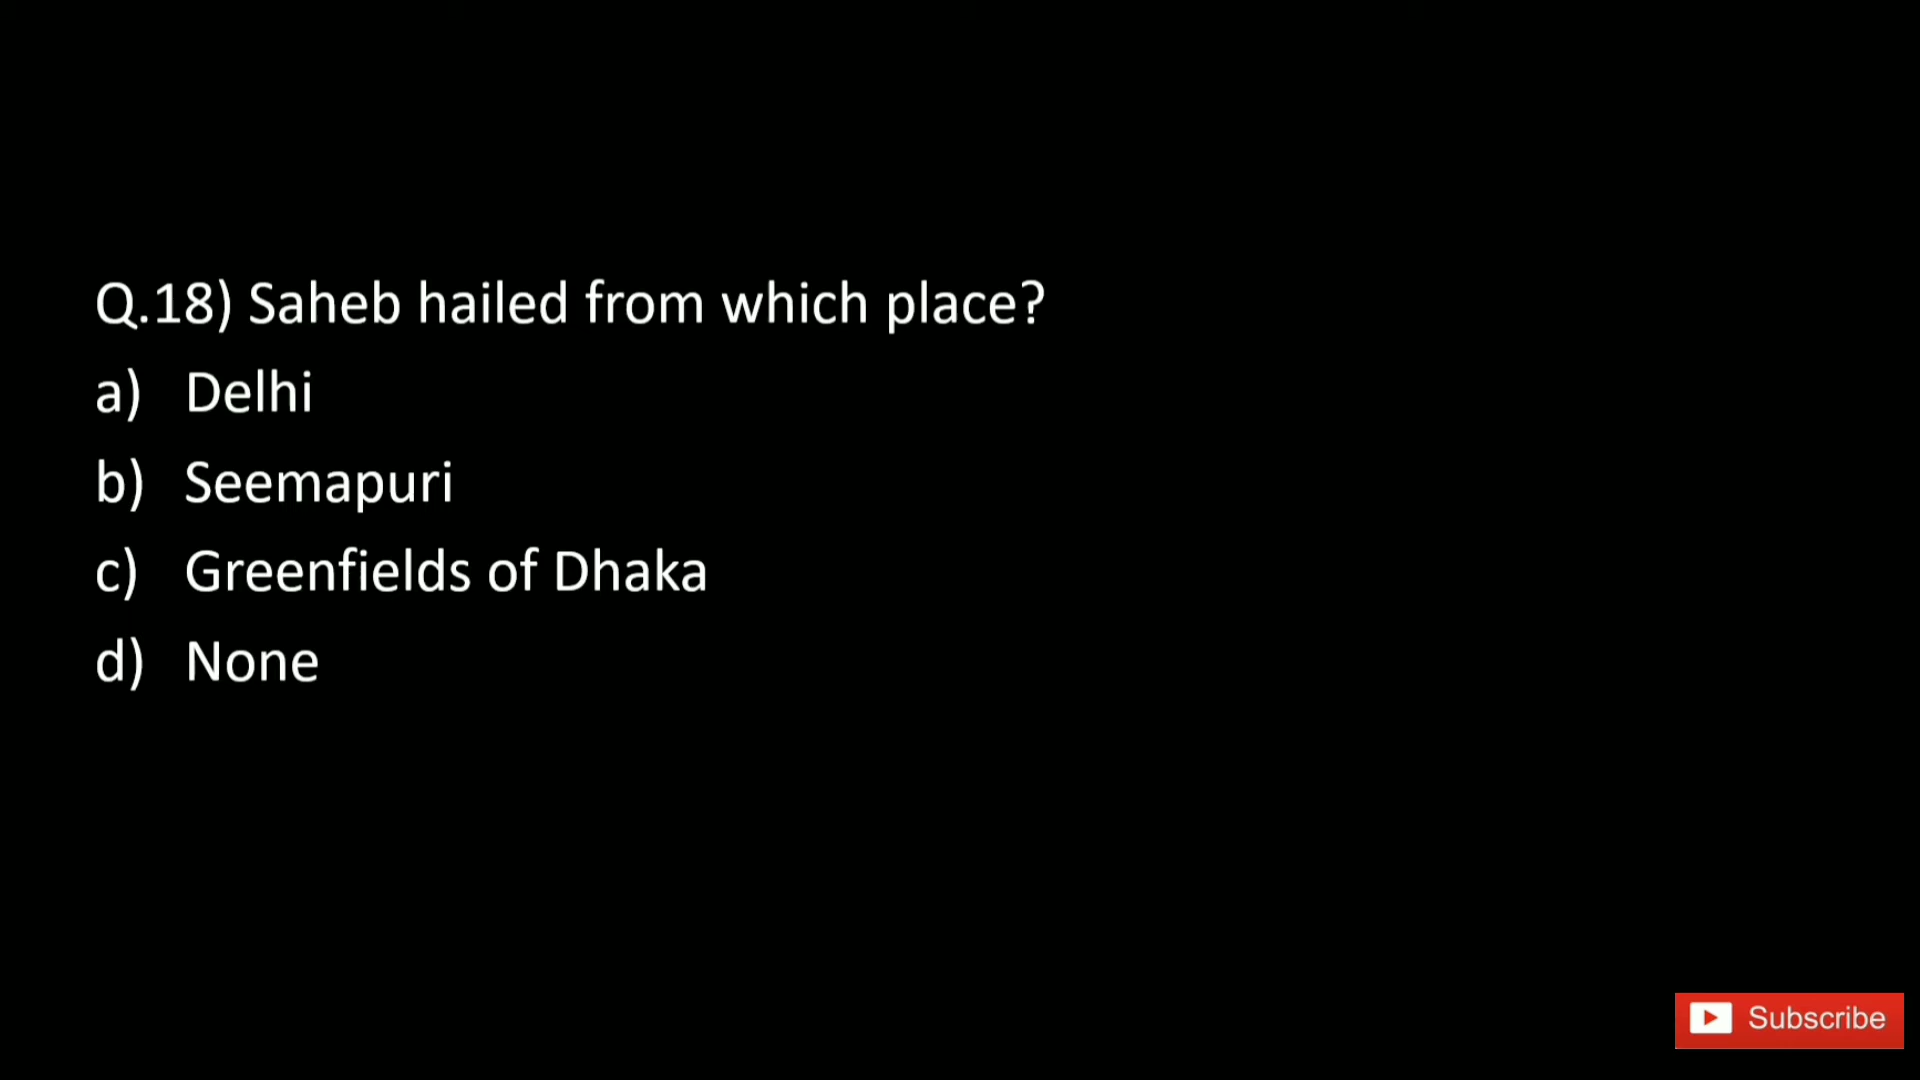 Q.18) Saheb hailed from which place?
a) Delhi
b) Seemapuri
c) Greenfields of Dhaka
d) None
Subscribe